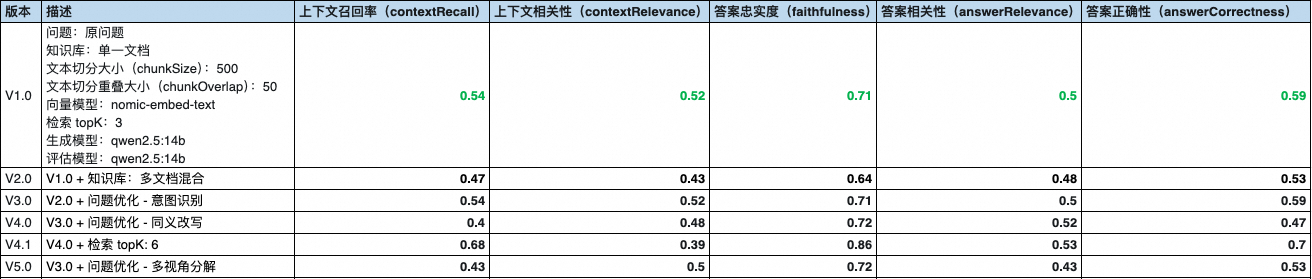 版本 描述 上下文召回率（contextRecall） 上下文相关性（contextRelevance） 答案忠实度（faithfulness） 答案相关性（answerRelevance） 答案正确性（answerCorrectness）
问题：原问题
知识库：单一文档
文本切分大小（chunkSize）：500
文本切分重叠大小（chunkOverlap）：50
V1.0 向量模型：nomic-embed-text 0.54 0.52 0.71 0.5 0.59
检索 topK：3
生成模型：qwen2.5:14b
评估模型：qwen2.5:14b
V2.0 V1.0 + 知识库：多文档混合 0.47 0.43 0.64 0.48 0.53
V3.0 V2.0 + 问题优化 - 意图识别 0.54 0.52 0.71 0.5 0.59
V4.0 V3.0 + 问题优化 - 同义改写 0.4 0.48 0.72 0.52 0.47
V4.1 V4.0 + 检索 topK: 6 0.68 0.39 0.86 0.53 0.7
V5.0 V3.0 + 问题优化 - 多视角分解 0.43 0.5 0.72 0.43 0.53